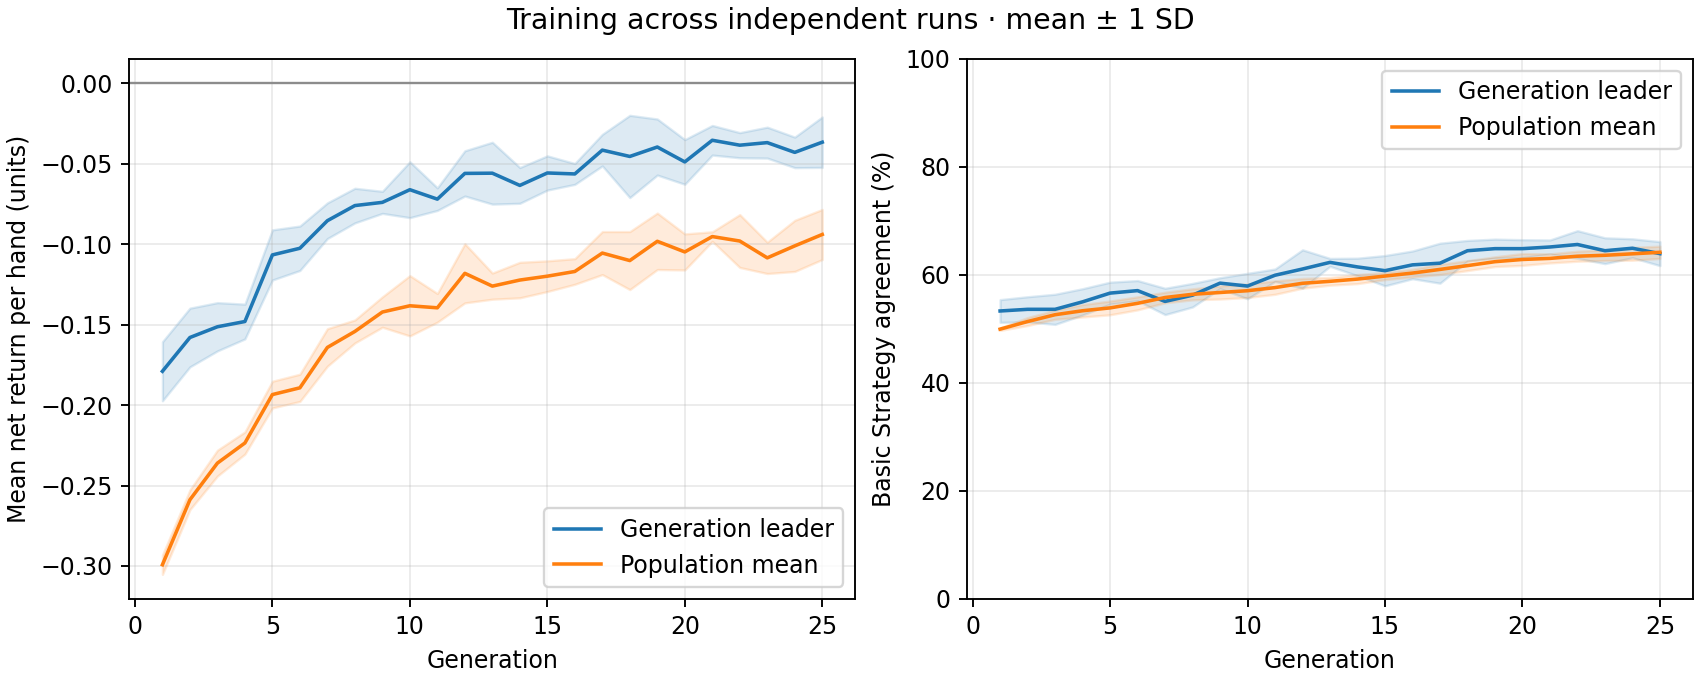 Training across independent runs · mean ± 1 SD
Mean net return per hand (units)
0.00
−0.05
−0.10
−0.15
−0.20
−0.25
−0.30
0
5
10
15
20
25
Generation
Generation leader
Population mean
Basic Strategy agreement (%)
100
80
60
40
20
0
0
5
10
15
20
25
Generation
Generation leader
Population mean